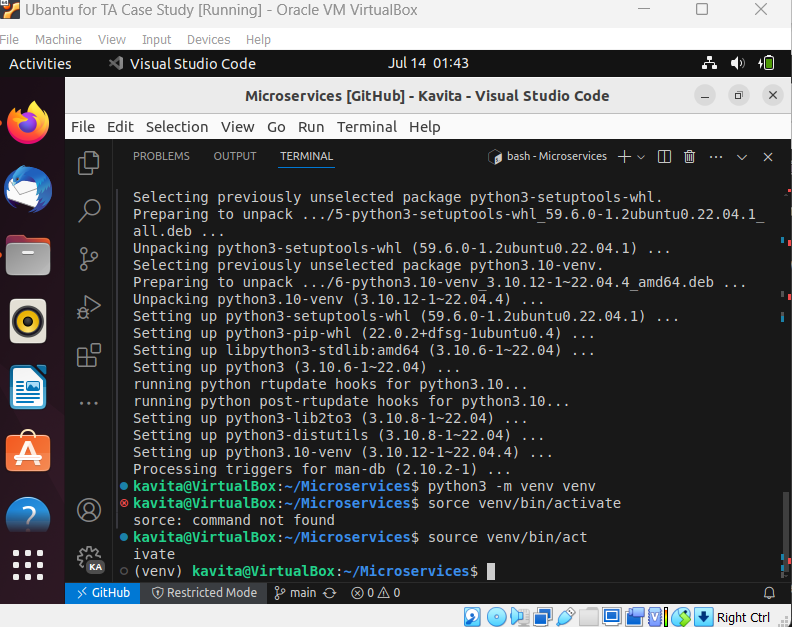 Ubantu for TA Case Study [Running] - Oracle VM VirtualBox
File Machine View Input Devices Help
Activities Visual Studio Code Jul 14 01:43
Microservices [GitHub] - Kavita - Visual Studio Code
File Edit Selection View Go Run Terminal Help
PROBLEMS OUTPUT TERMINAL bash - Microservices
Selecting previously unselected package python3-setuptools-whl.
Preparing to unpack .../5-python3-setuptools-whl_59.6.0-1.2ubuntu0.22.04.1_
all.deb ...
Unpacking python3-setuptools-whl (59.6.0-1.2ubuntu0.22.04.1) ...
Selecting previously unselected package python3.10-venv.
Preparing to unpack .../6-python3.10-venv_3.10.12-1~22.04.4_amd64.deb ...
Unpacking python3.10-venv (3.10.12-1~22.04.4) ...
Setting up python3-setuptools-whl (59.6.0-1.2ubuntu0.22.04.1) ...
Setting up python3-pip-whl (22.0.2+dfsg-1ubuntu0.4) ...
Setting up libpython3-stdlib:amd64 (3.10.6-1~22.04) ...
Setting up python3 (3.10.6-1~22.04) ...
running python rtupdate hooks for python3.10...
running python post-rtupdate hooks for python3.10...
Setting up python3-lib2to3 (3.10.8-1~22.04) ...
Setting up python3-distutils (3.10.8-1~22.04) ...
Setting up python3.10-venv (3.10.12-1~22.04.4) ...
Processing triggers for man-db (2.10.2-1) ...
kavita@VirtualBox:~/Microservices$ python3 -m venv venv
kavita@VirtualBox:~/Microservices$ sorce venv/bin/activate
sorce: command not found
kavita@VirtualBox:~/Microservices$ source venv/bin/act
ivate
(venv) kavita@VirtualBox:~/Microservices$
KA
GitHub Restricted Mode main 0 0
Right Ctrl